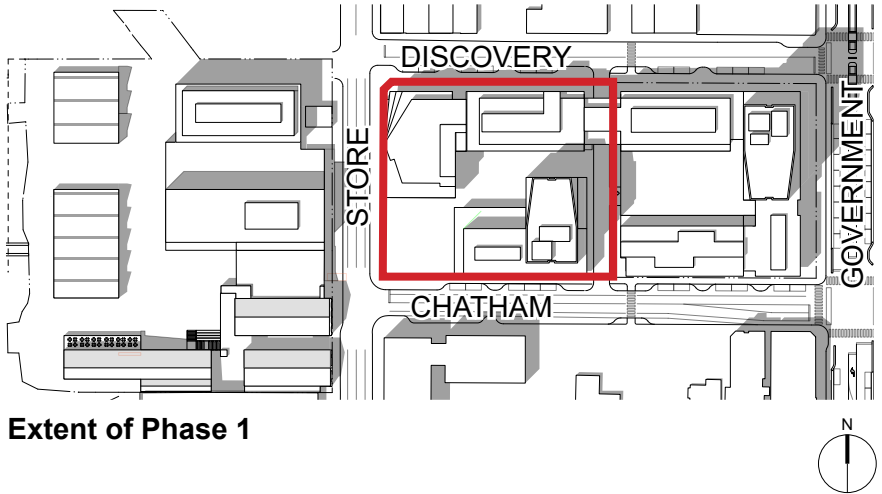 DISCOVERY
STORE
GOVERNMENT
CHATHAM
Extent of Phase 1
N